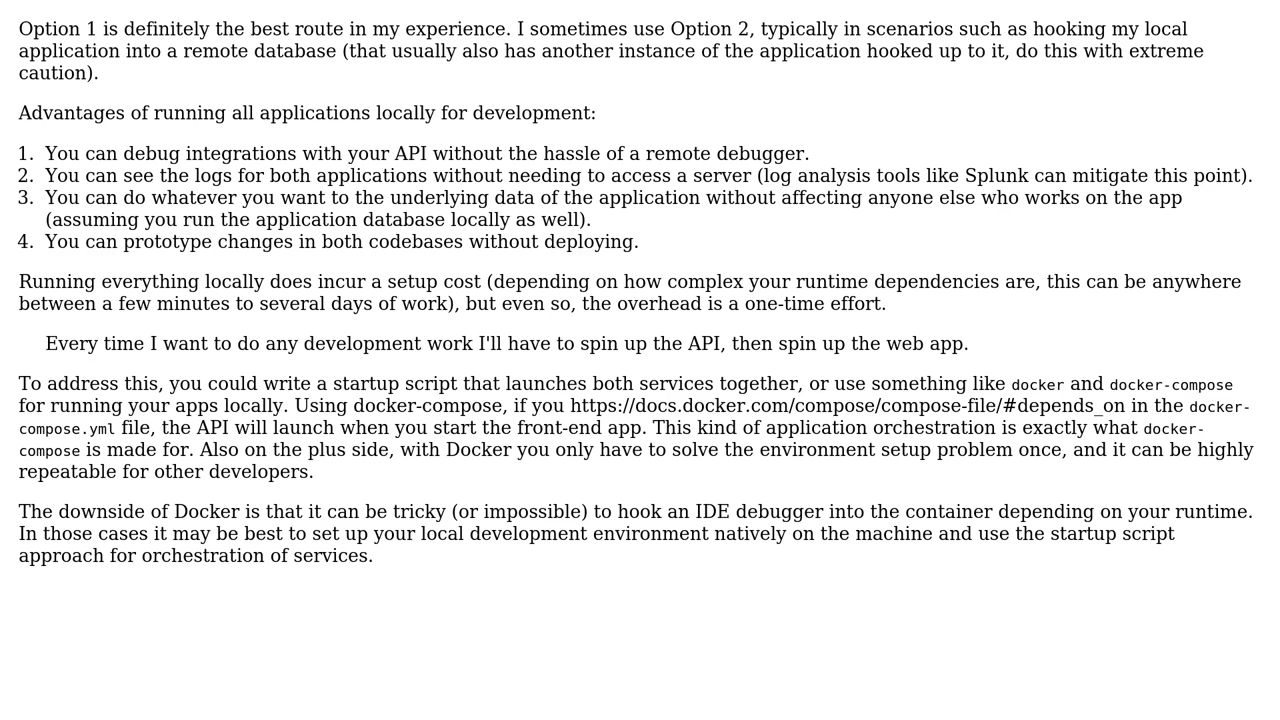 Option 1 is definitely the best route in my experience. I sometimes use Option 2, typically in scenarios such as hooking my local
application into a remote database (that usually also has another instance of the application hooked up to it, do this with extreme
caution).
Advantages of running all applications locally for development:
1. You can debug integrations with your API without the hassle of a remote debugger.
2. You can see the logs for both applications without needing to access a server (log analysis tools like Splunk can mitigate this point).
3. You can do whatever you want to the underlying data of the application without affecting anyone else who works on the app
(assuming you run the application database locally as well).
4. You can prototype changes in both codebases without deploying.
Running everything locally does incur a setup cost (depending on how complex your runtime dependencies are, this can be anywhere
between a few minutes to several days of work), but even so, the overhead is a one-time effort.
Every time I want to do any development work I'll have to spin up the API, then spin up the web app.
To address this, you could write a startup script that launches both services together, or use something like docker and docker-compose
for running your apps locally. Using docker-compose, if you https://docs.docker.com/compose/compose-file/#depends_on in the docker-
compose.yml file, the API will launch when you start the front-end app. This kind of application orchestration is exactly what docker-
compose is made for. Also on the plus side, with Docker you only have to solve the environment setup problem once, and it can be highly
repeatable for other developers.
The downside of Docker is that it can be tricky (or impossible) to hook an IDE debugger into the container depending on your runtime.
In those cases it may be best to set up your local development environment natively on the machine and use the startup script
approach for orchestration of services.